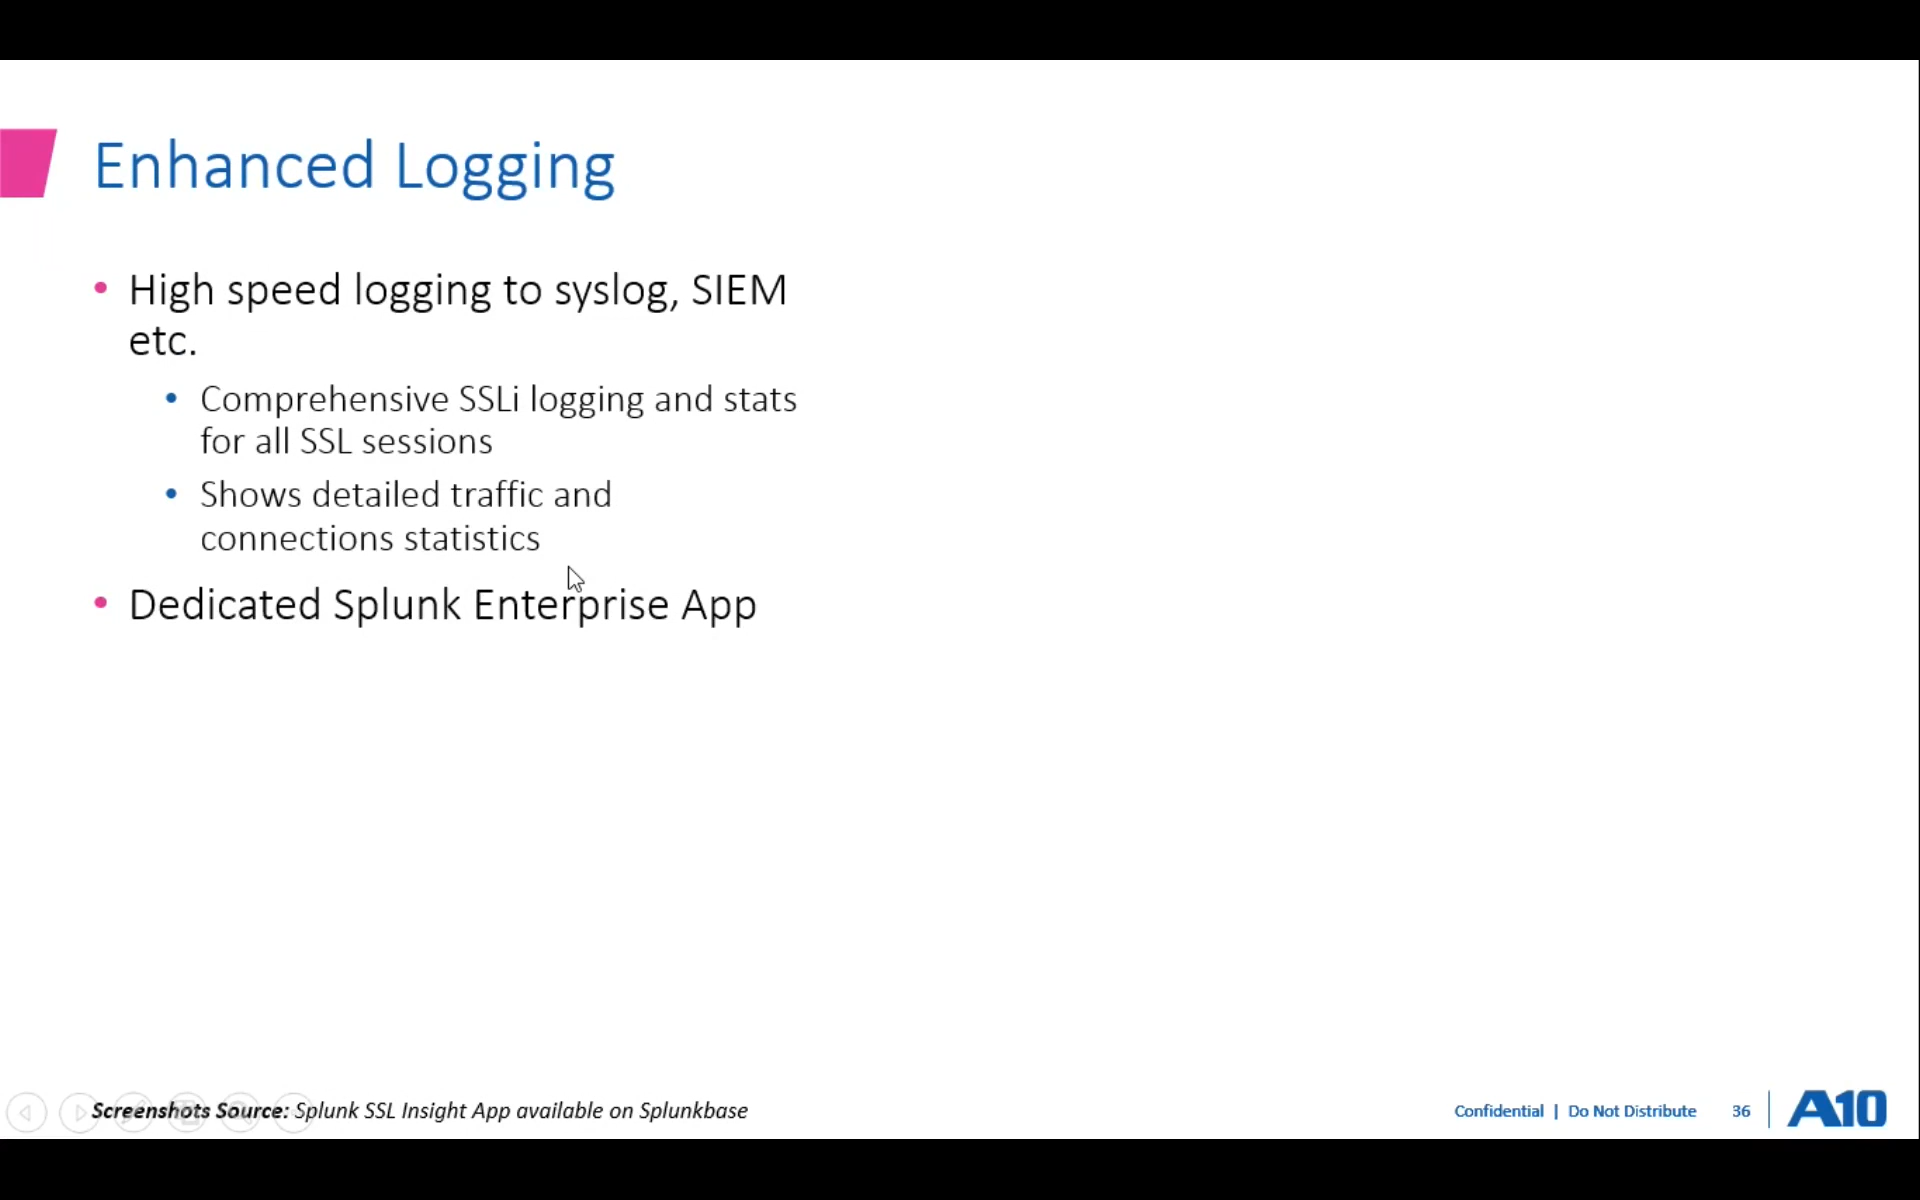 Enhanced Logging
• High speed logging to syslog, SIEM
etc.
• Comprehensive SSLi logging and stats
for all SSL sessions
• Shows detailed traffic and
connections statistics
• Dedicated Splunk Enterprise App
Screenshots Source: Splunk SSL Insight App available on Splunkbase
Confidential | Do Not Distribute 36 A10